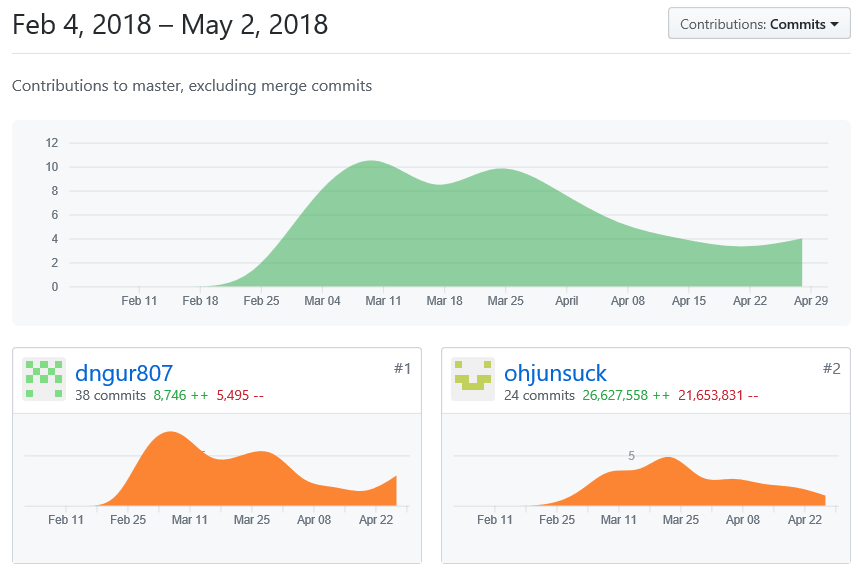 Feb 4, 2018 – May 2, 2018
Contributions: Commits
Contributions to master, excluding merge commits
12
10
8
6
4
2
0
Feb 11 Feb 18 Feb 25 Mar 04 Mar 11 Mar 18 Mar 25 April Apr 08 Apr 15 Apr 22 Apr 29
dngur807 #1
38 commits 8,746 ++ 5,495 --
Feb 11 Feb 25 Mar 11 Mar 25 Apr 08 Apr 22
ohjunsuck #2
24 commits 26,627,558 ++ 21,653,831 --
5
Feb 11 Feb 25 Mar 11 Mar 25 Apr 08 Apr 22